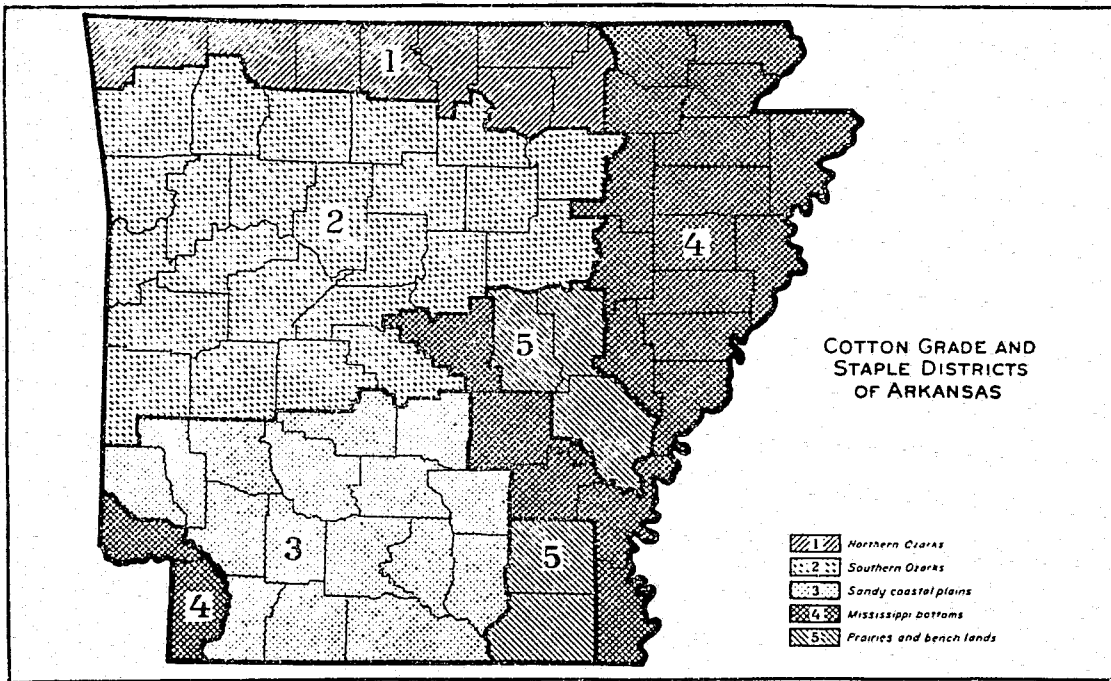 1
2
4
5
COTTON GRADE AND
STAPLE DISTRICTS
OF ARKANSAS
3
5
4
1 Northern Ozarks
2 Southern Ozarks
3 Sandy coastal plains
4 Mississippi bottoms
5 Prairies and bench lands